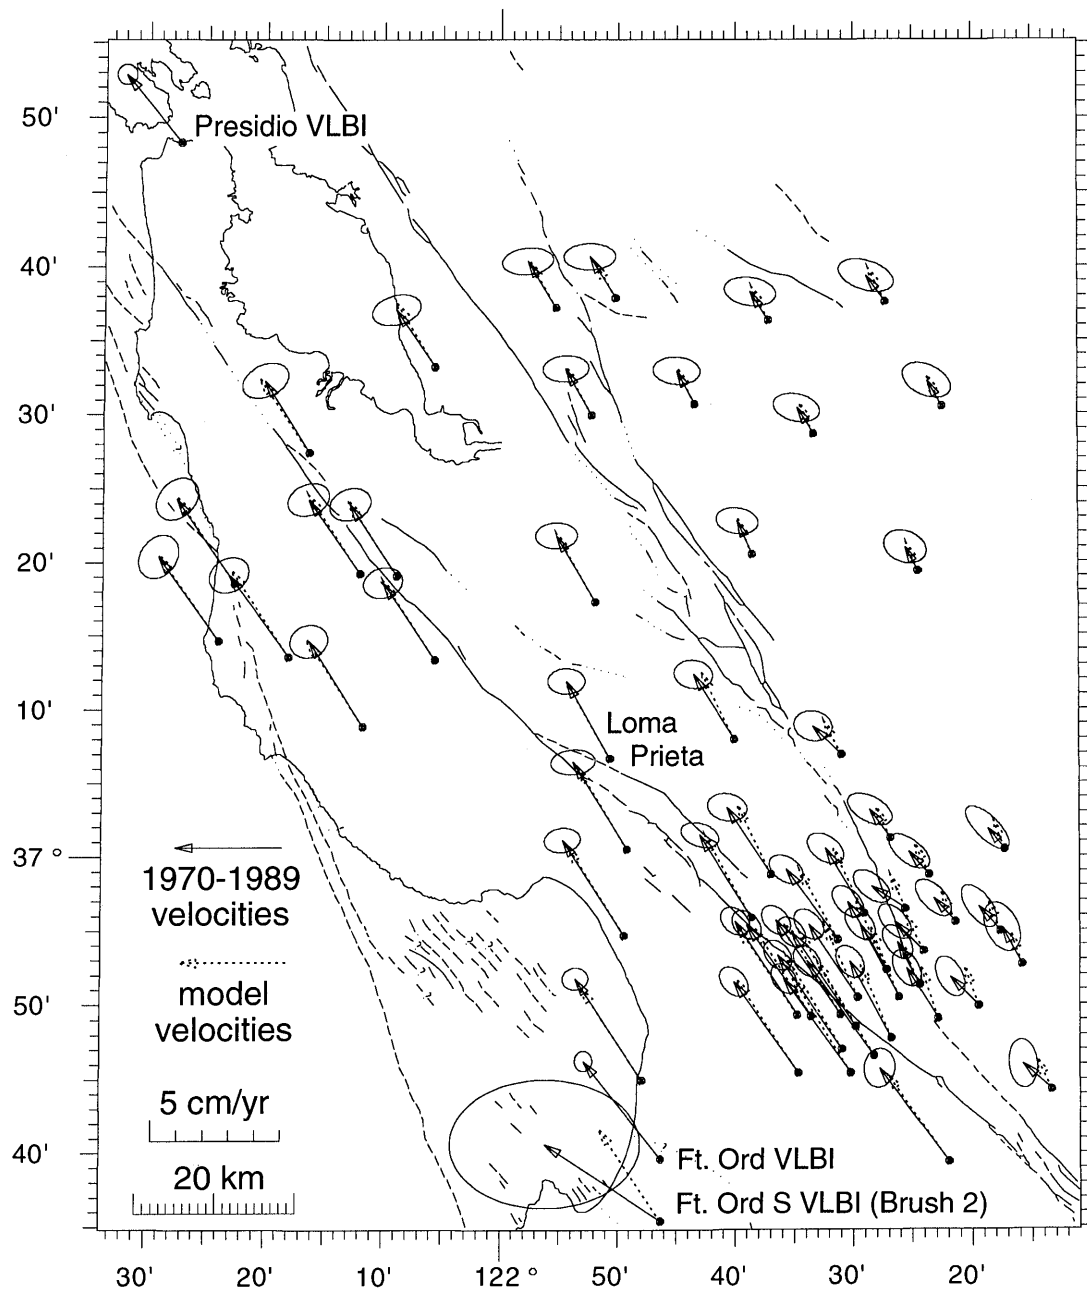 50'
Presidio VLBI
40'
30'
20'
10'
Loma
Prieta
37 °
1970-1989
velocities
model
velocities
50'
5 cm/yr
20 km
40'
Ft. Ord VLBI
Ft. Ord S VLBI (Brush 2)
30'
20'
10'
122 °
50'
40'
30'
20'